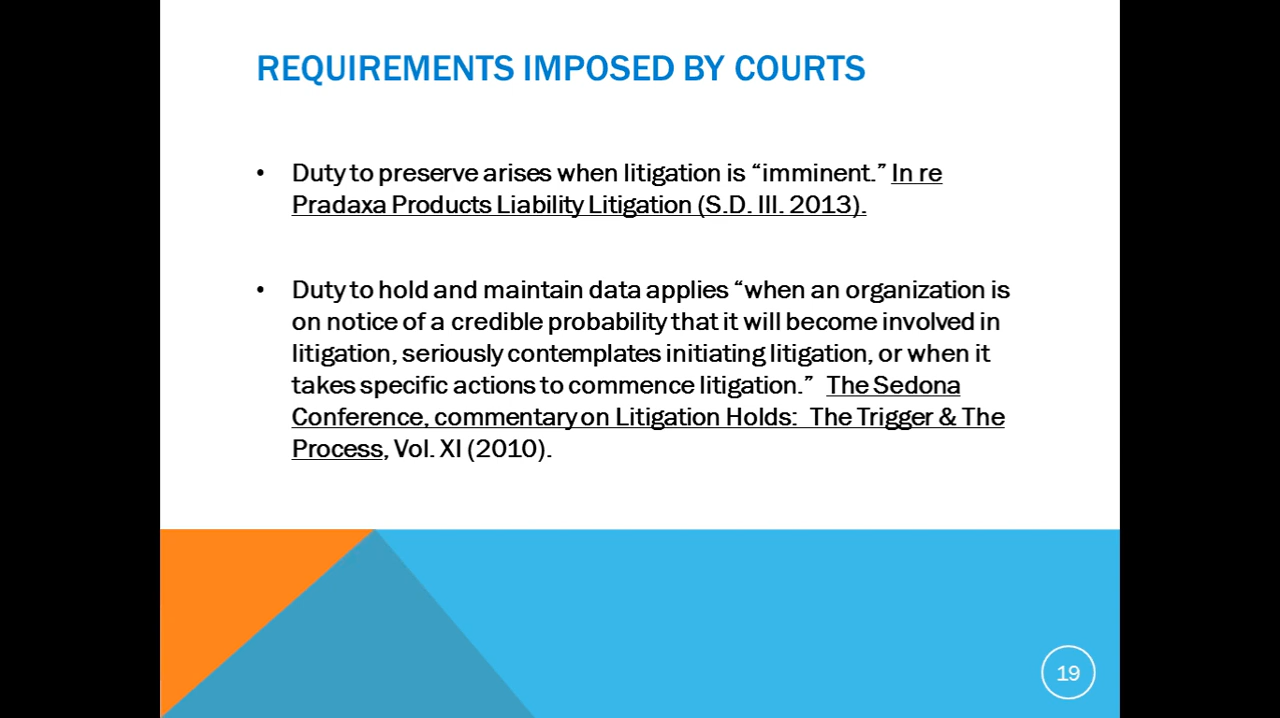 REQUIREMENTS IMPOSED BY COURTS
• Duty to preserve arises when litigation is “imminent.” In re
Pradaxa Products Liability Litigation (S.D. Ill. 2013).
• Duty to hold and maintain data applies “when an organization is
on notice of a credible probability that it will become involved in
litigation, seriously contemplates initiating litigation, or when it
takes specific actions to commence litigation.” The Sedona
Conference, commentary on Litigation Holds: The Trigger & The
Process, Vol. XI (2010).
19